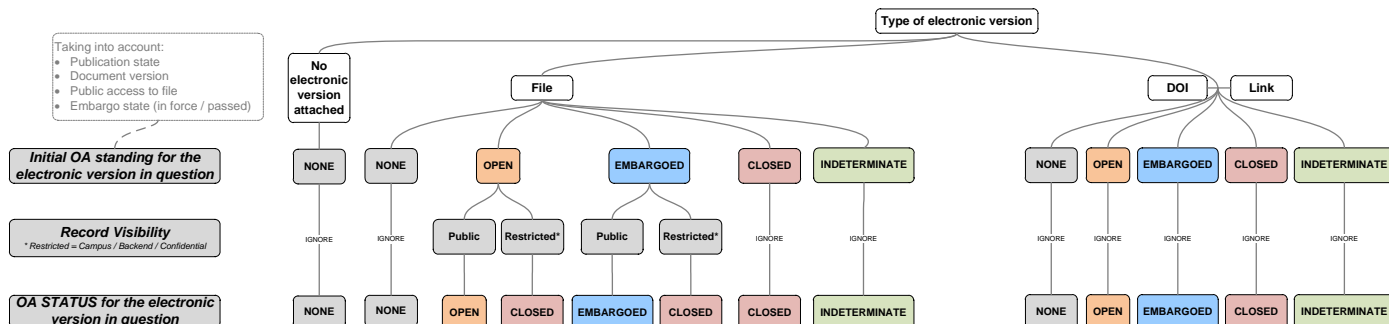 Type of electronic version
Taking into account:
• Publication state
• Document version
• Public access to file
• Embargo state (in force / passed)
No
electronic
version
attached
File
DOI
Link
Initial OA standing for the
electronic version in question
NONE
NONE
OPEN
EMBARGOED
CLOSED
INDETERMINATE
NONE
OPEN
EMBARGOED
CLOSED
INDETERMINATE
Record Visibility
* Restricted = Campus / Backend / Confidential
IGNORE
IGNORE
Public
Restricted*
Public
Restricted*
IGNORE
IGNORE
IGNORE
IGNORE
IGNORE
IGNORE
IGNORE
OA STATUS for the electronic
version in question
NONE
NONE
OPEN
CLOSED
EMBARGOED
CLOSED
CLOSED
INDETERMINATE
NONE
OPEN
EMBARGOED
CLOSED
INDETERMINATE